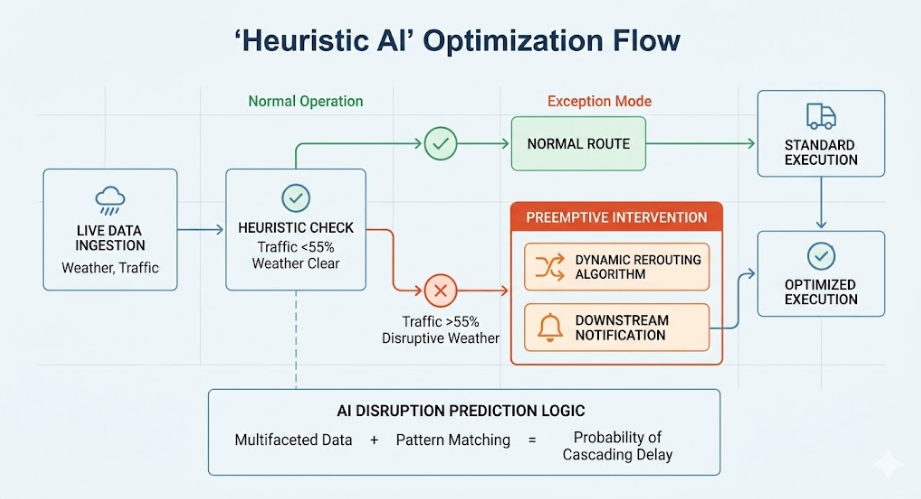 ‘Heuristic AI’ Optimization Flow
Normal Operation
Exception Mode
LIVE DATA
INGESTION
Weather, Traffic
HEURISTIC CHECK
Traffic <55%
Weather Clear
NORMAL ROUTE
STANDARD
EXECUTION
Traffic >55%
Disruptive Weather
PREEMPTIVE INTERVENTION
DYNAMIC REROUTING
ALGORITHM
DOWNSTREAM
NOTIFICATION
OPTIMIZED
EXECUTION
AI DISRUPTION PREDICTION LOGIC
Multifaceted Data + Pattern Matching = Probability of
Cascading Delay